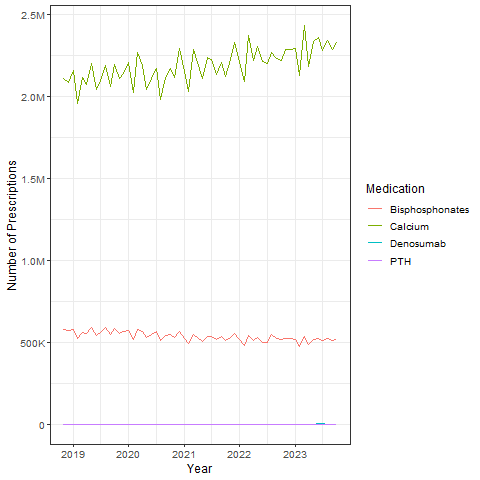 2.5M
2.0M
1.5M
1.0M
500K
0
Number of Prescriptions
2019 2020 2021 2022 2023
Year
Medication
Bisphosphonates
Calcium
Denosumab
PTH